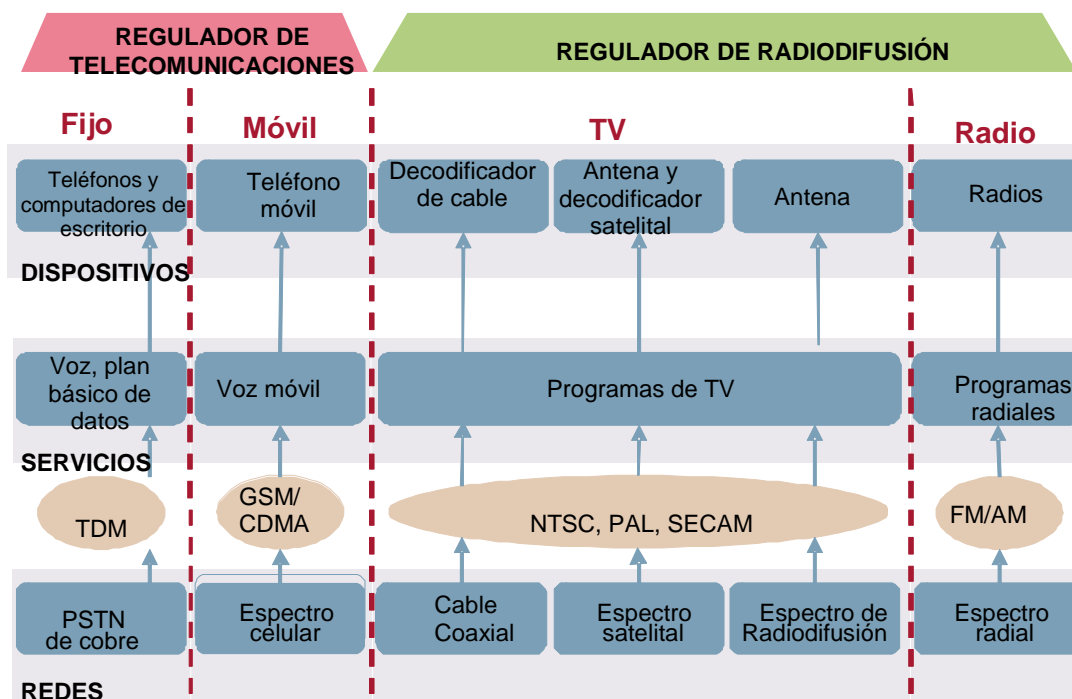 REGULADOR DE
TELECOMUNICACIONES
REGULADOR DE RADIODIFUSIÓN
Fijo
Móvil
TV
Radio
Teléfonos y
computadores de
escritorio
Teléfono
móvil
Decodificador
de cable
Antena y
decodificador
satelital
Antena
Radios
DISPOSITIVOS
Voz, plan
básico de
datos
Voz móvil
Programas de TV
Programas
radiales
SERVICIOS
TDM
GSM/
CDMA
NTSC, PAL, SECAM
FM/AM
PSTN
de cobre
Espectro
celular
Cable
Coaxial
Espectro
satelital
Espectro de
Radiodifusión
Espectro
radial
REDES